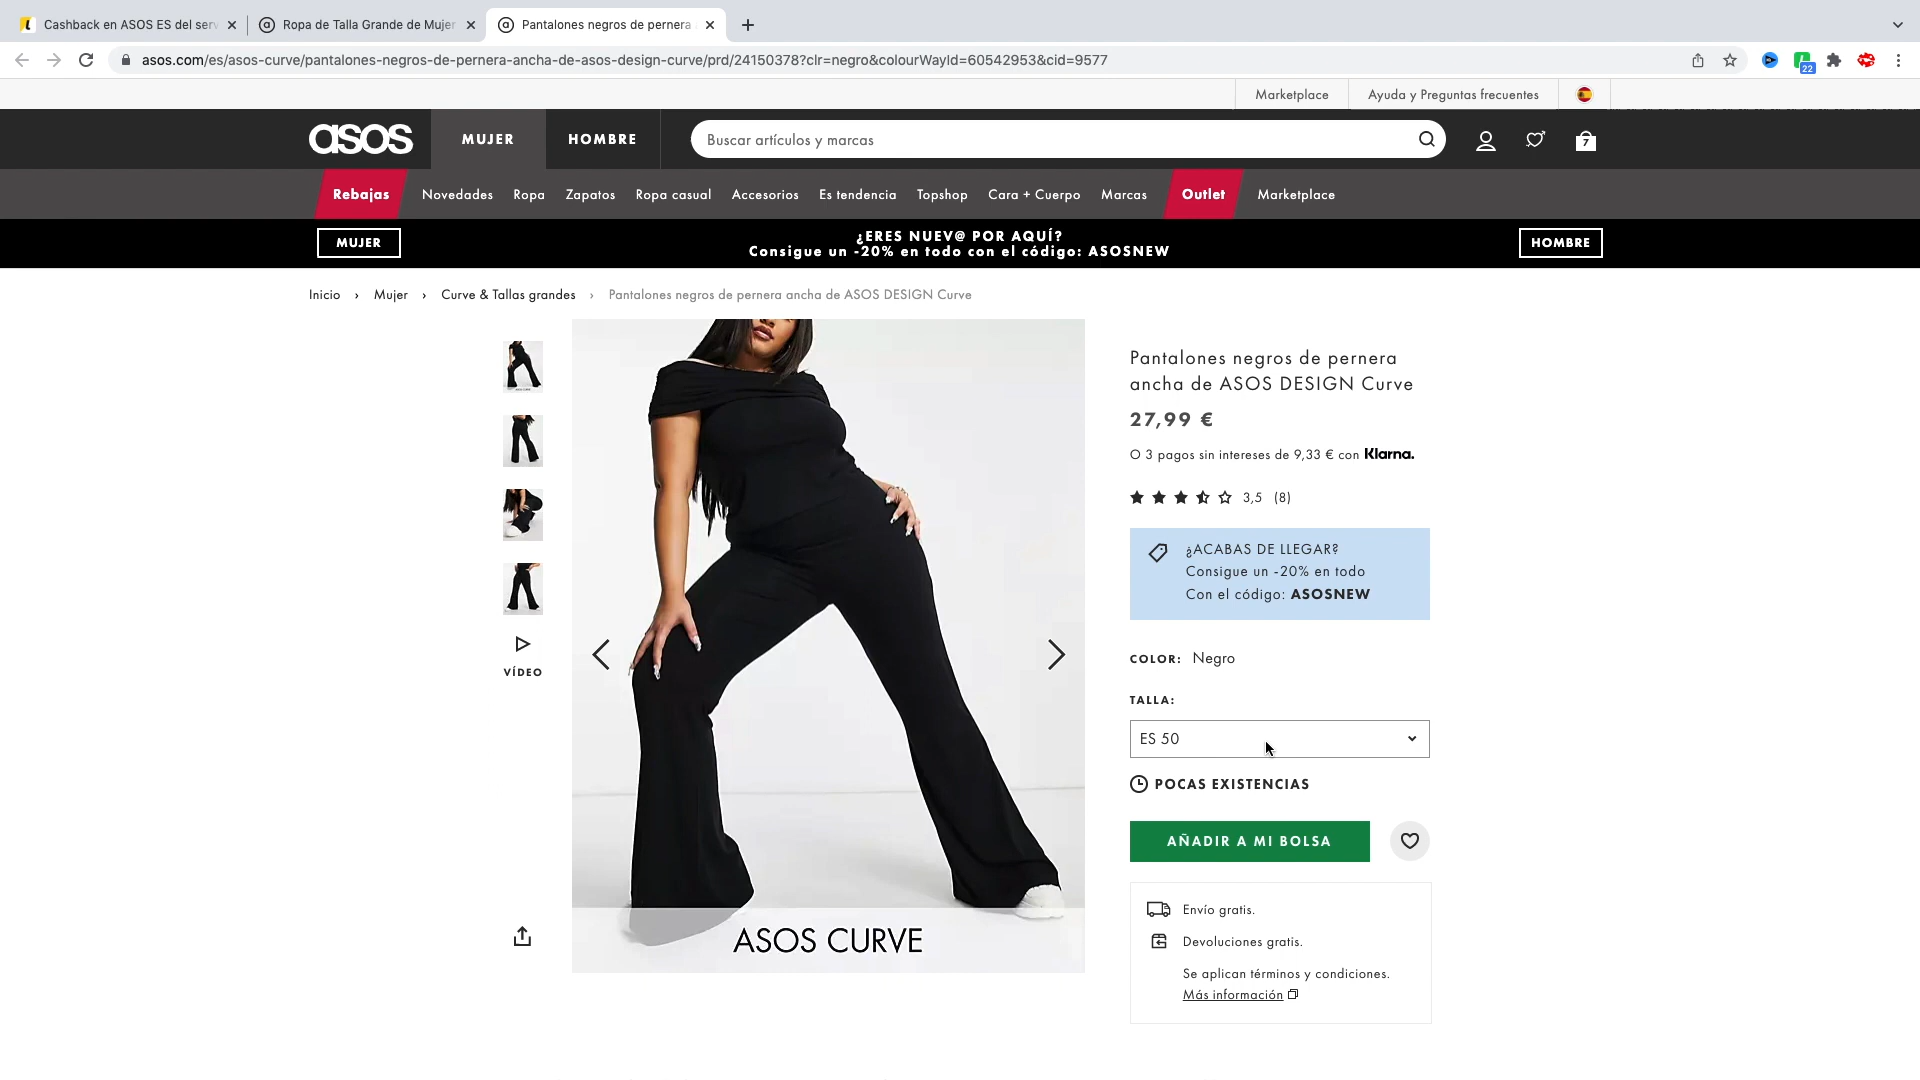 Cashback en ASOS ES del serv
Ropa de Talla Grande de Mujer
Pantalones negros de pernera
asos.com/es/asos-curve/pantalones-negros-de-pernera-ancha-de-asos-design-curve/prd/24150378?clr=negro&colourWayId=60542953&cid=9577
22
Marketplace
Ayuda y Preguntas frecuentes
asos
MUJER
HOMBRE
Buscar artículos y marcas
7
Rebajas
Novedades
Ropa
Zapatos
Ropa casual
Accesorios
Es tendencia
Topshop
Cara + Cuerpo
Marcas
Outlet
Marketplace
MUJER
¿ERES NUEV@ POR AQUÍ?
Consigue un -20% en todo con el código: ASOSNEW
HOMBRE
Inicio › Mujer › Curve & Tallas grandes › Pantalones negros de pernera ancha de ASOS DESIGN Curve
VÍDEO
ASOS CURVE
Pantalones negros de pernera
ancha de ASOS DESIGN Curve
27,99 €
O 3 pagos sin intereses de 9,33 € con Klarna.
3,5 (8)
¿ACABAS DE LLEGAR?
Consigue un -20% en todo
Con el código: ASOSNEW
COLOR: Negro
TALLA:
ES 50
POCAS EXISTENCIAS
AÑADIR A MI BOLSA
Envío gratis.
Devoluciones gratis.
Se aplican términos y condiciones.
Más información